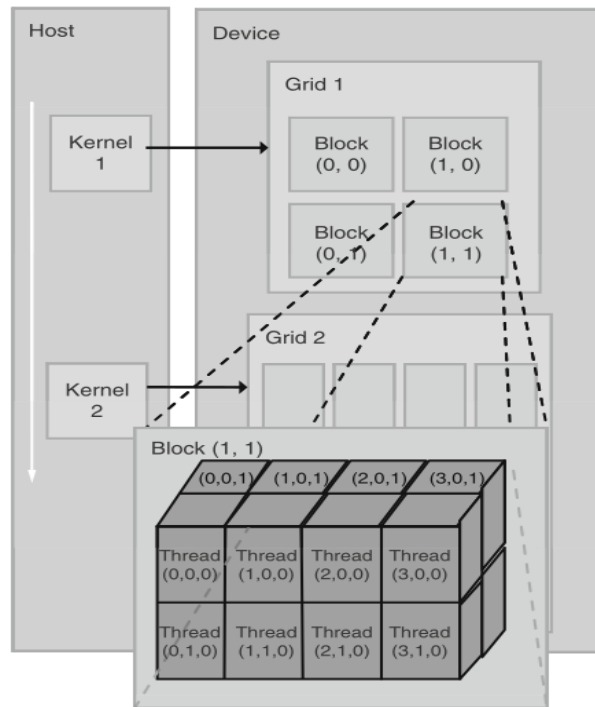 Host
Device
Grid 1
Kernel
1
Block
(0, 0)
Block
(1, 0)
Block
(0, 1)
Block
(1, 1)
Grid 2
Kernel
2
Block (1, 1)
(0,0,1)
(1,0,1)
(2,0,1)
(3,0,1)
Thread
(0,0,0)
Thread
(1,0,0)
Thread
(2,0,0)
Thread
(3,0,0)
Thread
(0,1,0)
Thread
(1,1,0)
Thread
(2,1,0)
Thread
(3,1,0)